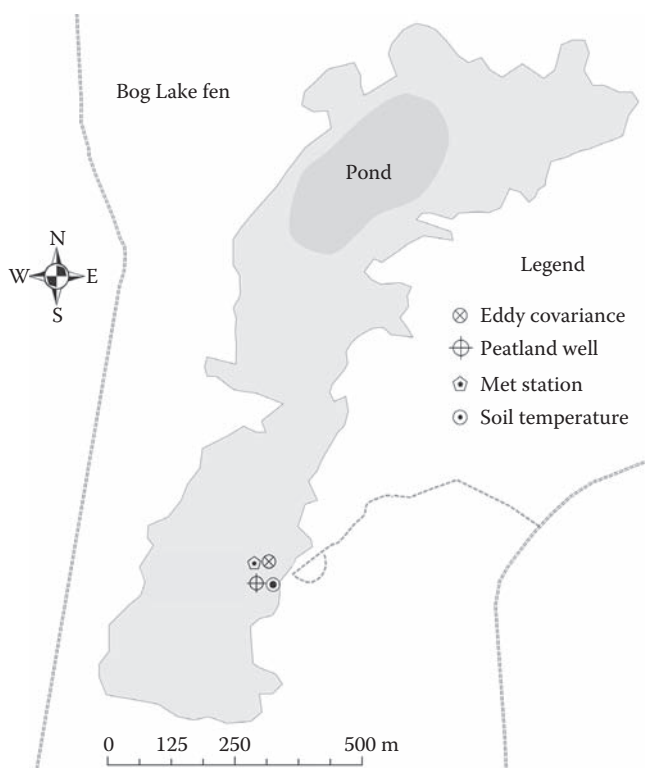 Bog Lake fen
Pond
N
W E
S
Legend
Eddy covariance
Peatland well
Met station
Soil temperature
0 125 250 500 m